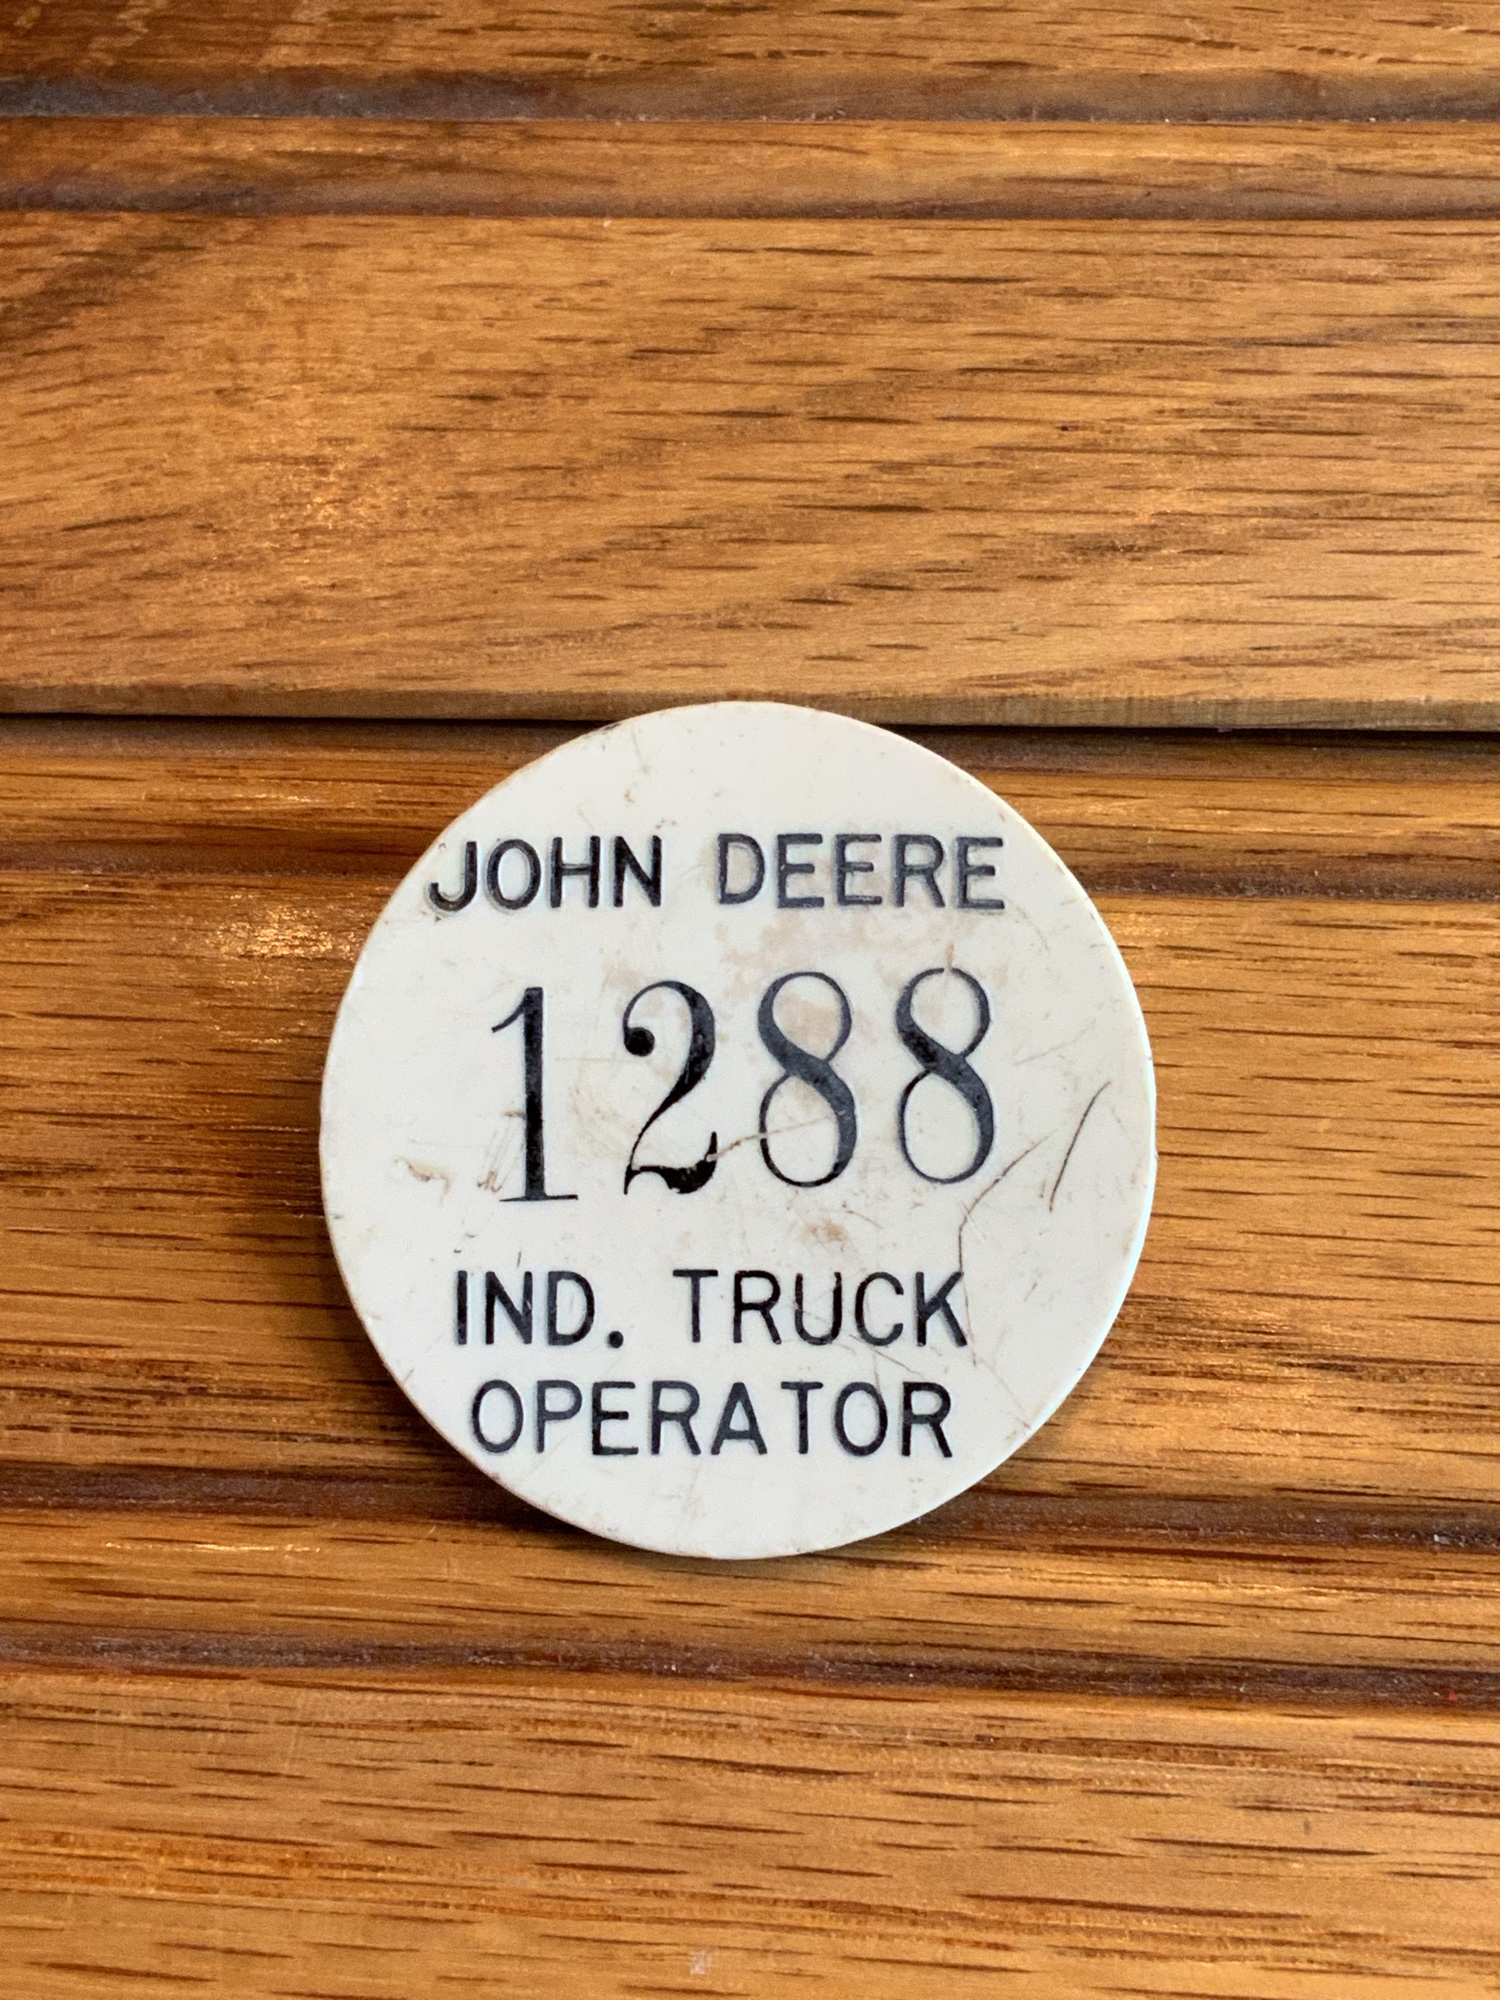 JOHN DEERE
1288
IND. TRUCK
OPERATOR